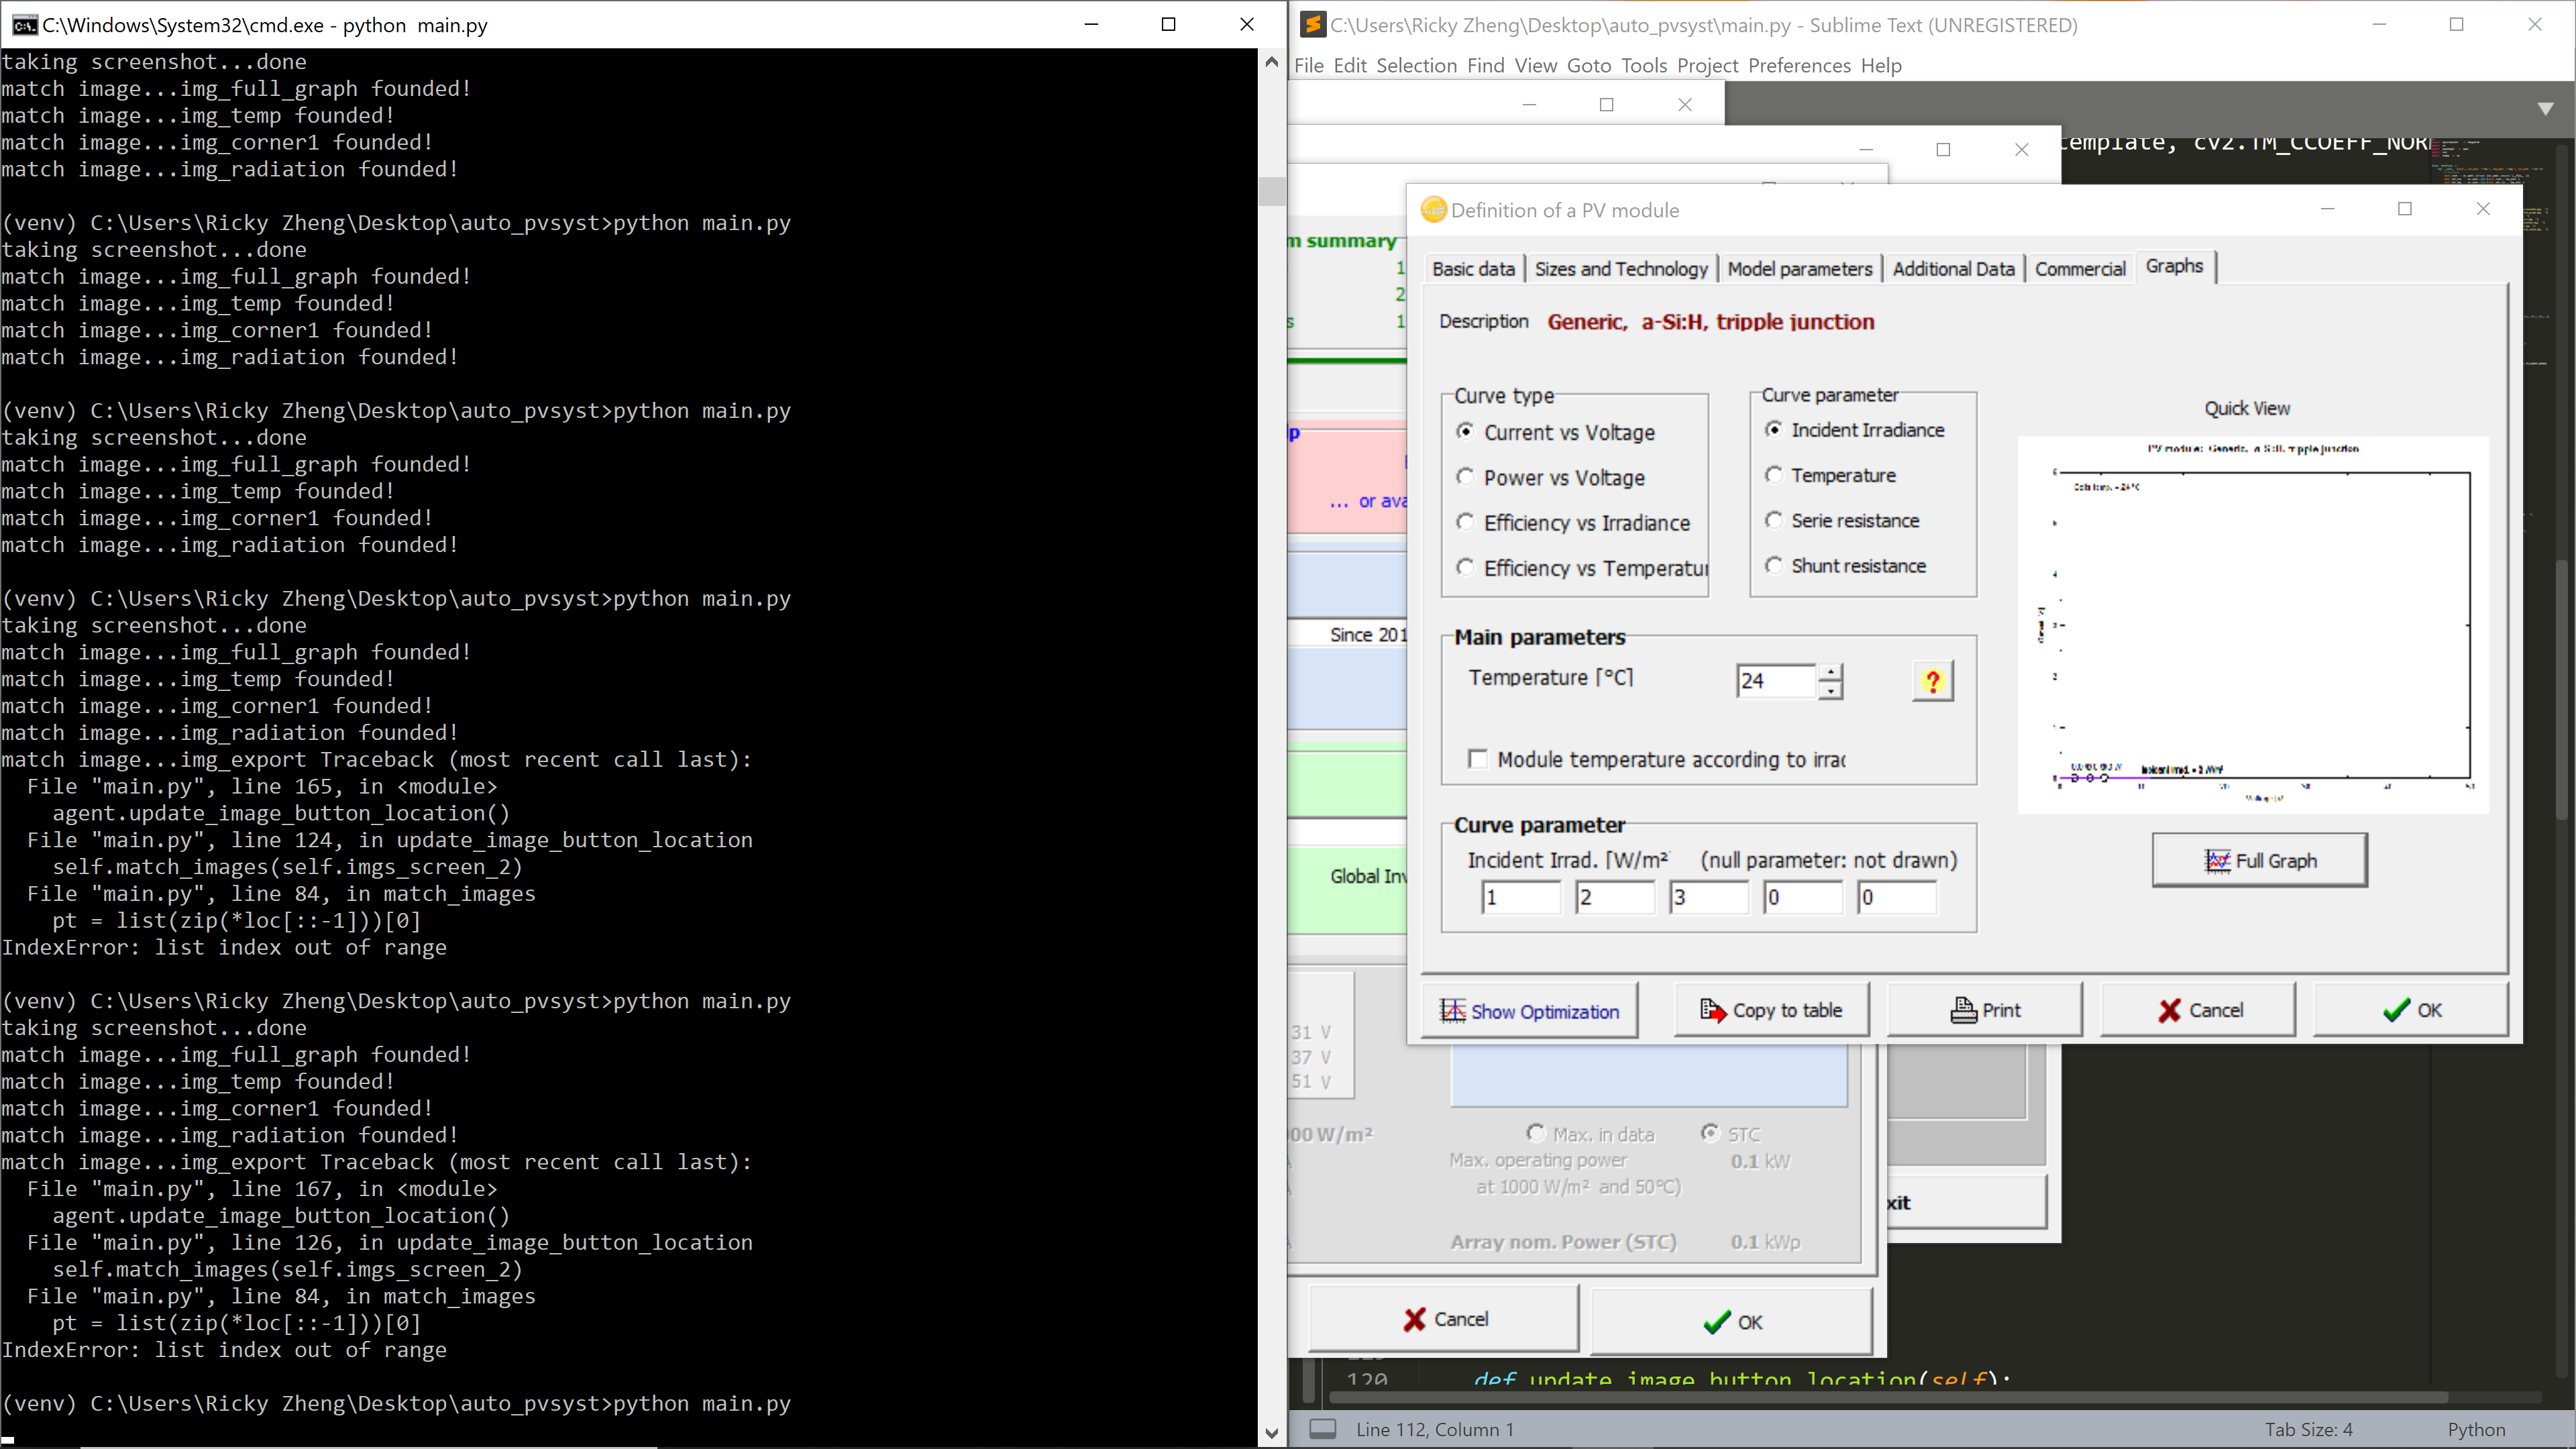 C:\Windows\System32\cmd.exe - python  main.py
taking screenshot...done
match image...img_full_graph founded!
match image...img_temp founded!
match image...img_corner1 founded!
match image...img_radiation founded!
(venv) C:\Users\Ricky Zheng\Desktop\auto_pvsyst>python main.py
taking screenshot...done
match image...img_full_graph founded!
match image...img_temp founded!
match image...img_corner1 founded!
match image...img_radiation founded!
(venv) C:\Users\Ricky Zheng\Desktop\auto_pvsyst>python main.py
taking screenshot...done
match image...img_full_graph founded!
match image...img_temp founded!
match image...img_corner1 founded!
match image...img_radiation founded!
(venv) C:\Users\Ricky Zheng\Desktop\auto_pvsyst>python main.py
taking screenshot...done
match image...img_full_graph founded!
match image...img_temp founded!
match image...img_corner1 founded!
match image...img_radiation founded!
match image...img_export Traceback (most recent call last):
  File "main.py", line 165, in <module>
    agent.update_image_button_location()
  File "main.py", line 124, in update_image_button_location
    self.match_images(self.imgs_screen_2)
  File "main.py", line 84, in match_images
    pt = list(zip(*loc[::-1]))[0]
IndexError: list index out of range
(venv) C:\Users\Ricky Zheng\Desktop\auto_pvsyst>python main.py
taking screenshot...done
match image...img_full_graph founded!
match image...img_temp founded!
match image...img_corner1 founded!
match image...img_radiation founded!
match image...img_export Traceback (most recent call last):
  File "main.py", line 167, in <module>
    agent.update_image_button_location()
  File "main.py", line 126, in update_image_button_location
    self.match_images(self.imgs_screen_2)
  File "main.py", line 84, in match_images
    pt = list(zip(*loc[::-1]))[0]
IndexError: list index out of range
(venv) C:\Users\Ricky Zheng\Desktop\auto_pvsyst>python main.py
C:\Users\Ricky Zheng\Desktop\auto_pvsyst\main.py - Sublime Text (UNREGISTERED)
File Edit Selection Find View Goto Tools Project Preferences Help
template, cv2.TM_CCOEFF_NOR
m summary
1
2
s 1
lp
... or ava
Since 201
Global Inv
Definition of a PV module
Basic data Sizes and Technology Model parameters Additional Data Commercial Graphs
Description Generic, a-Si:H, tripple junction
Curve type
Current vs Voltage
Power vs Voltage
Efficiency vs Irradiance
Efficiency vs Temperatur
Curve parameter
Incident Irradiance
Temperature
Serie resistance
Shunt resistance
Quick View
PV module: Generic, a-Si:H, tripple junction
Cells temp. = 24°C
Main parameters
Temperature [°C] 24
?
Module temperature according to irrad
Curve parameter
Incident Irrad. [W/m² (null parameter: not drawn)
1 2 3 0 0
Full Graph
Show Optimization Copy to table Print Cancel OK
31 V
37 V
51 V
00 W/m²
Max. in data STC
Max. operating power 0.1 kW
at 1000 W/m² and 50°C)
Array nom. Power (STC) 0.1 kWp
xit
Cancel OK
120 def update_image_button_location(self):
Line 112, Column 1 Tab Size: 4 Python